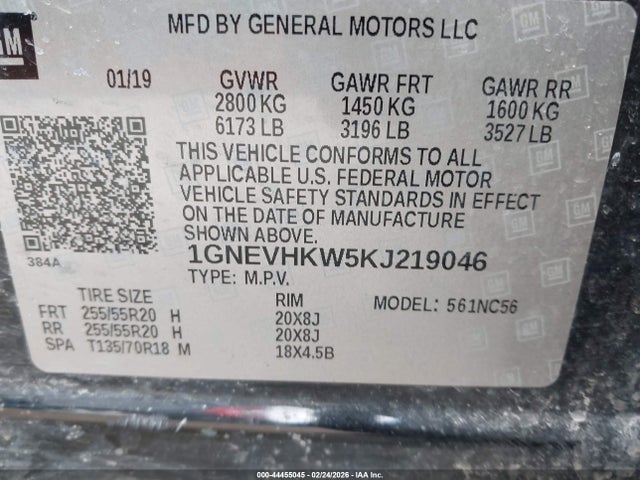 GM
MFD BY GENERAL MOTORS LLC
01/19 GVWR GAWR FRT GAWR RR
2800 KG 1450 KG 1600 KG
6173 LB 3196 LB 3527 LB
THIS VEHICLE CONFORMS TO ALL
APPLICABLE U.S. FEDERAL MOTOR
VEHICLE SAFETY STANDARDS IN EFFECT
ON THE DATE OF MANUFACTURE
SHOWN ABOVE.
384A 1GNEVHKW5KJ219046
TYPE: M.P.V.
TIRE SIZE RIM MODEL: 561NC56
FRT 255/55R20 H 20X8J
RR 255/55R20 H 20X8J
SPA T135/70R18 M 18X4.5B
000-44455045 - 02/24/2026 - IAA Inc.